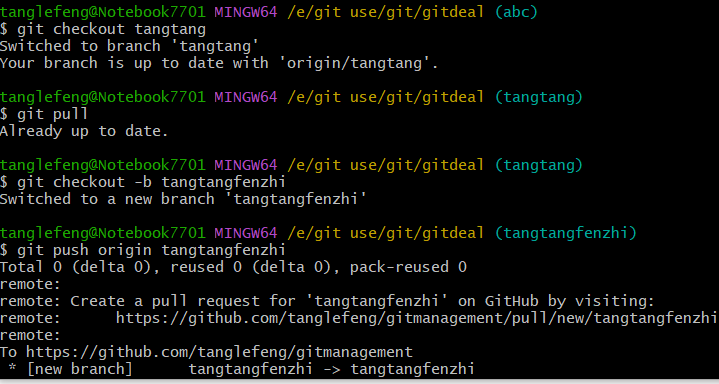 tanglefeng@Notebook7701 MINGW64 /e/git use/git/gitdeal (abc)
$ git checkout tangtang
Switched to branch 'tangtang'
Your branch is up to date with 'origin/tangtang'.
tanglefeng@Notebook7701 MINGW64 /e/git use/git/gitdeal (tangtang)
$ git pull
Already up to date.
tanglefeng@Notebook7701 MINGW64 /e/git use/git/gitdeal (tangtang)
$ git checkout -b tangtangfenzhi
Switched to a new branch 'tangtangfenzhi'
tanglefeng@Notebook7701 MINGW64 /e/git use/git/gitdeal (tangtangfenzhi)
$ git push origin tangtangfenzhi
Total 0 (delta 0), reused 0 (delta 0), pack-reused 0
remote:
remote: Create a pull request for 'tangtangfenzhi' on GitHub by visiting:
remote:      https://github.com/tanglefeng/gitmanagement/pull/new/tangtangfenzhi
remote:
To https://github.com/tanglefeng/gitmanagement
 * [new branch]      tangtangfenzhi -> tangtangfenzhi